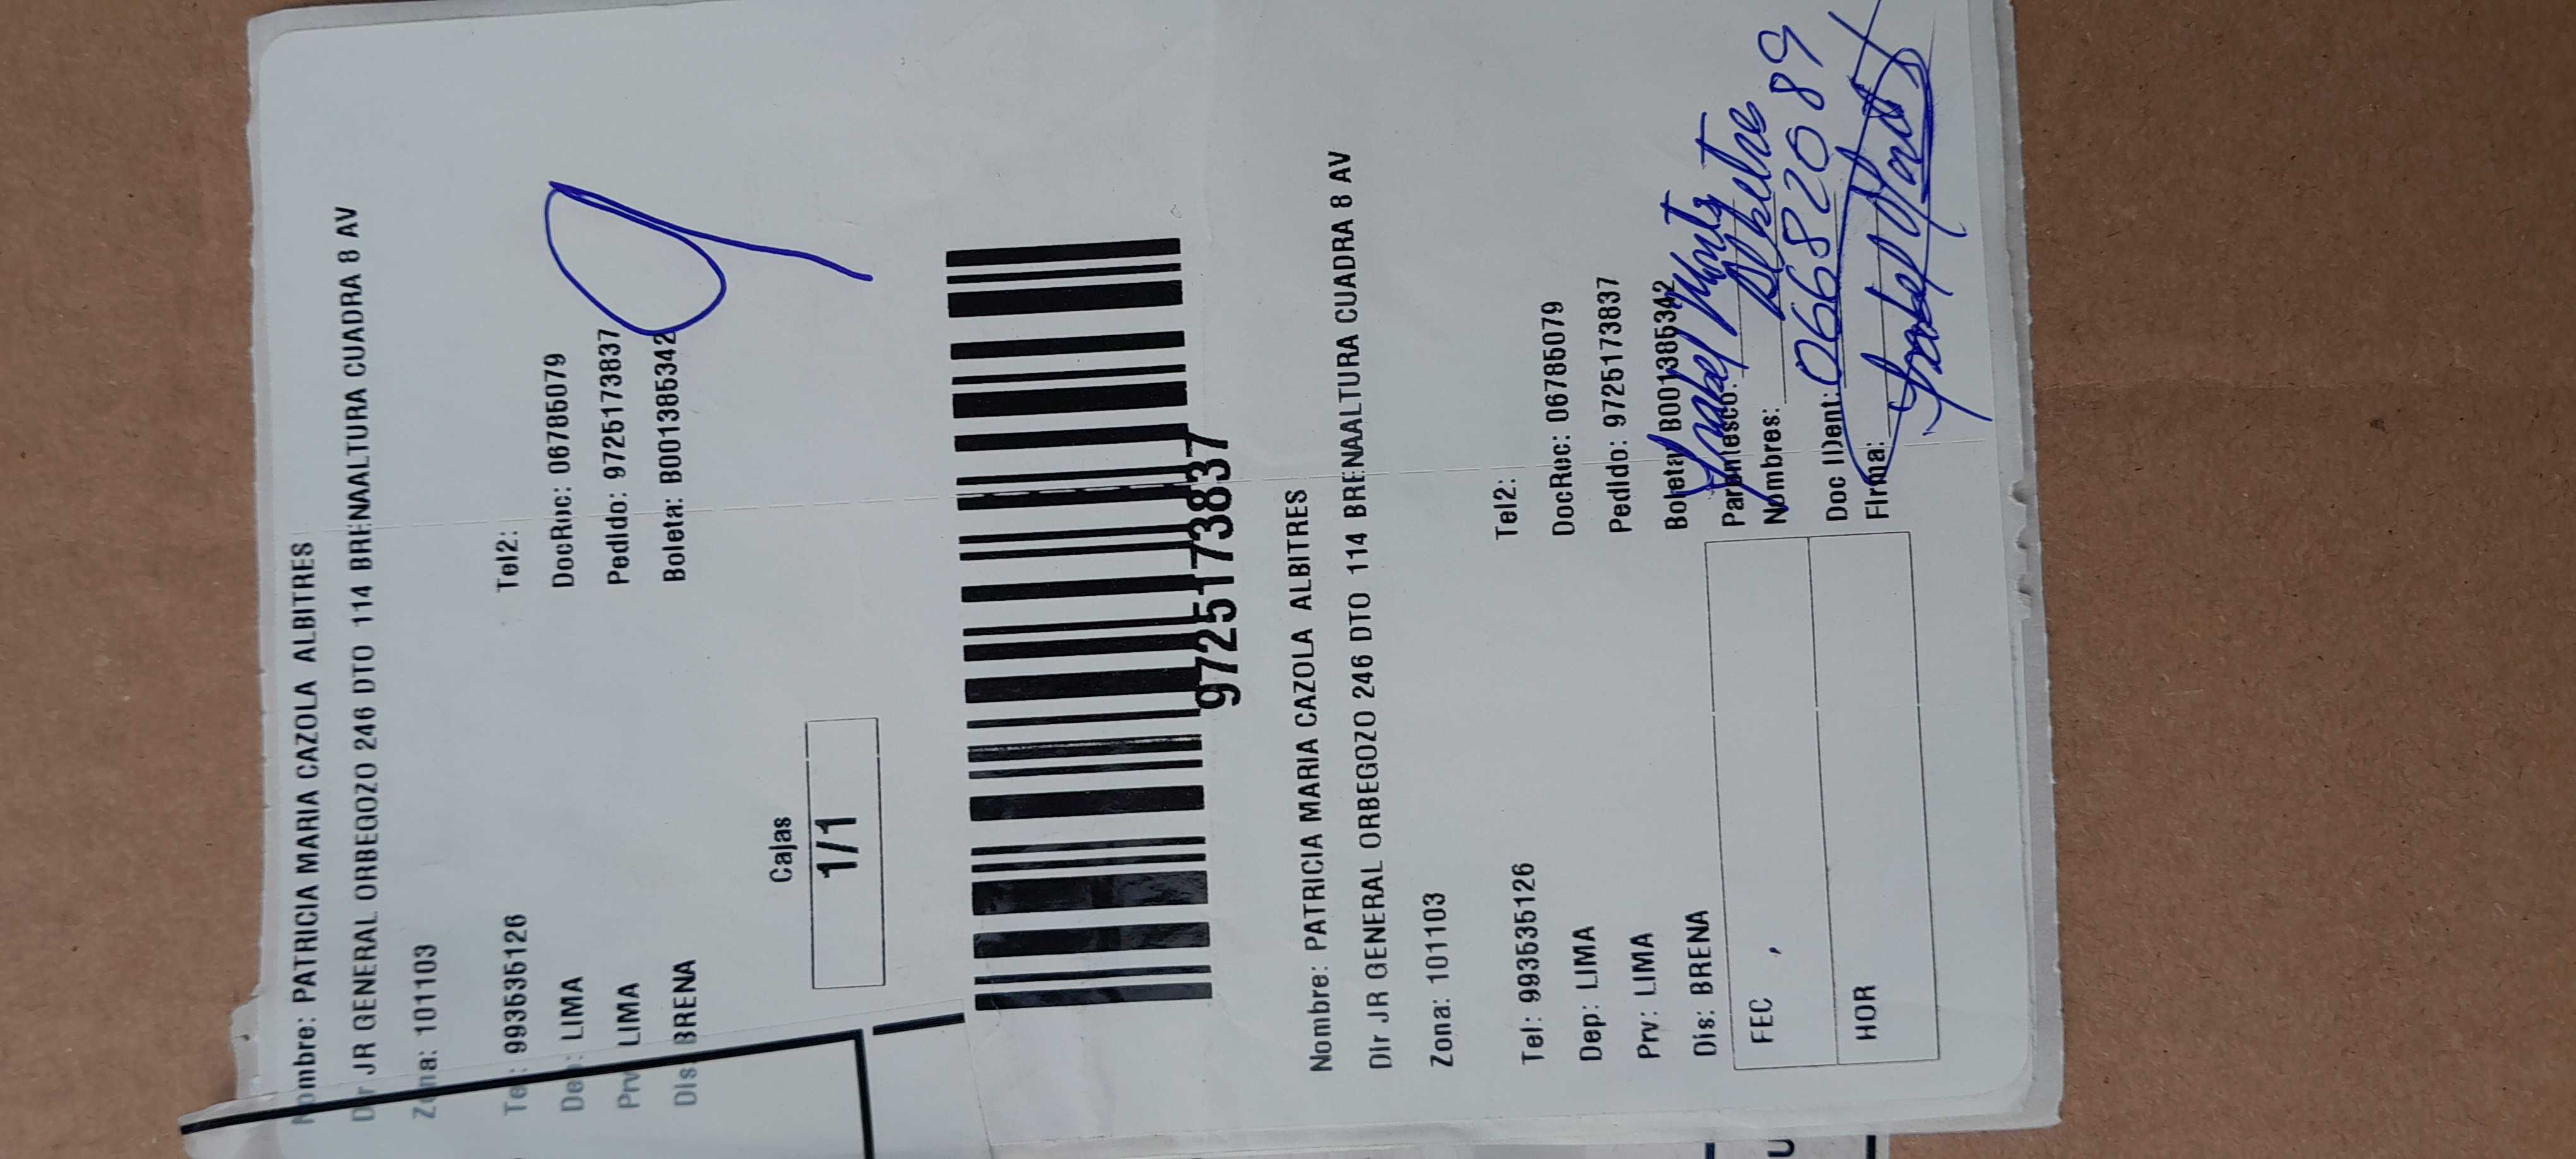 Nombre: PATRICIA MARIA CAZOLA ALBITRES
Dir JR GENERAL ORBEGOZO 246 DTO 114 BRENAALTURA CUADRA 8 AV
Zona: 101103
Tel: 993535126 Tel2:
Dep: LIMA DocRec: 06785079
Prv: LIMA Pedido: 9725173837
Dis: BRENA Boleta: B001385342
Cajas
1/1
9725173837
Nombre: PATRICIA MARIA CAZOLA ALBITRES
Dir JR GENERAL ORBEGOZO 246 DTO 114 BRENAALTURA CUADRA 8 AV
Zona: 101103
Tel: 993535126 Tel2:
Dep: LIMA DocRec: 06785079
Prv: LIMA Pedido: 9725173837
Dis: BRENA Boleta B001385342
FEC Parentesco: Isabel
Nombres:
HOR Doc IDent: 06682089
Firma: Isabel